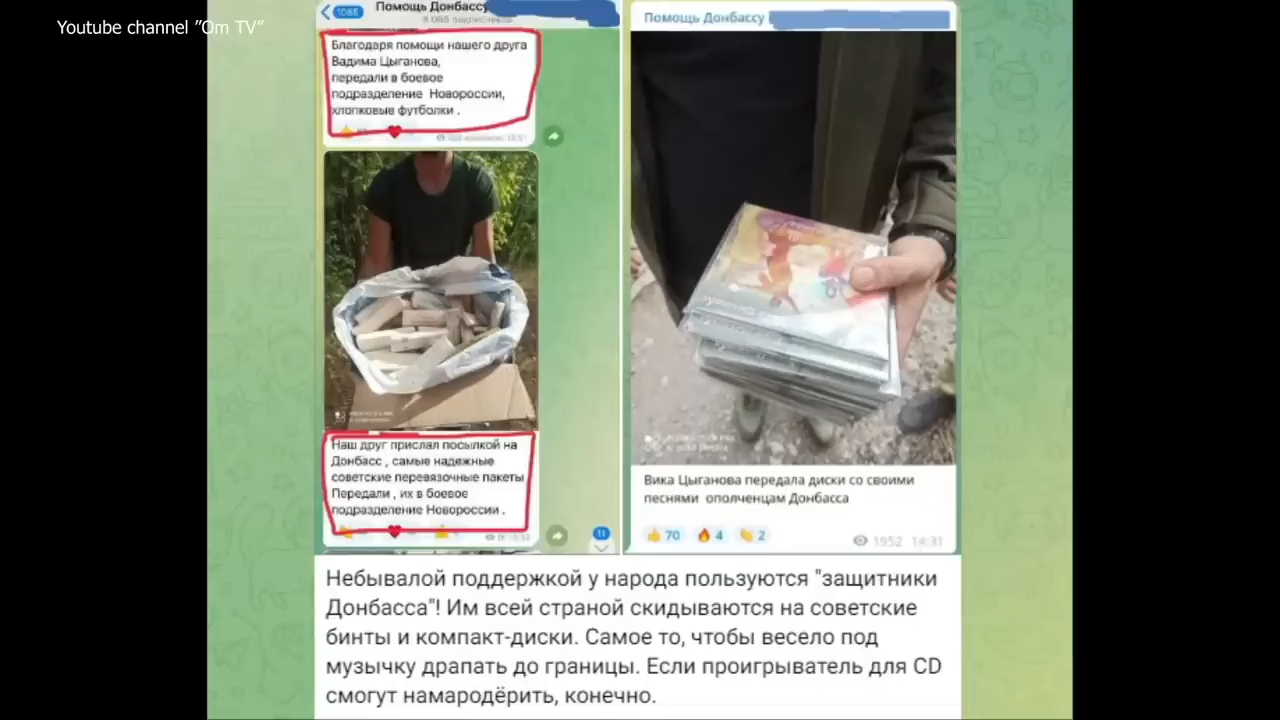 Youtube channel ”Om TV”
1065
Помощь Донбассу
Благодаря помощи нашего друга
Вадима Цыганова,
передали в боевое
подразделение Новороссии,
хлопковые футболки .
Наш друг прислал посылкой на
Донбасс , самые надежные
советские перевязочные пакеты
Передали , их в боевое
подразделение Новороссии .
11
Помощь Донбассу
Вика Цыганова передала диски со своими
песнями ополченцам Донбасса
70 4 2
1952 14:31
Небывалой поддержкой у народа пользуются "защитники
Донбасса"! Им всей страной скидываются на советские
бинты и компакт-диски. Самое то, чтобы весело под
музычку драпать до границы. Если проигрыватель для CD
смогут намародёрить, конечно.